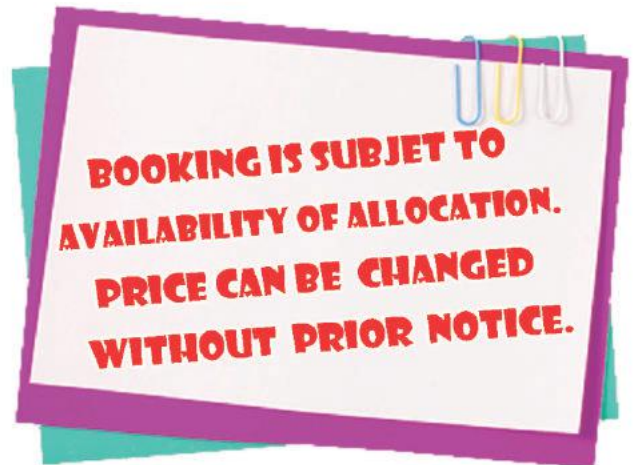 BOOKING IS SUBJET TO
AVAILABILITY OF ALLOCATION.
PRICE CAN BE CHANGED
WITHOUT PRIOR NOTICE.